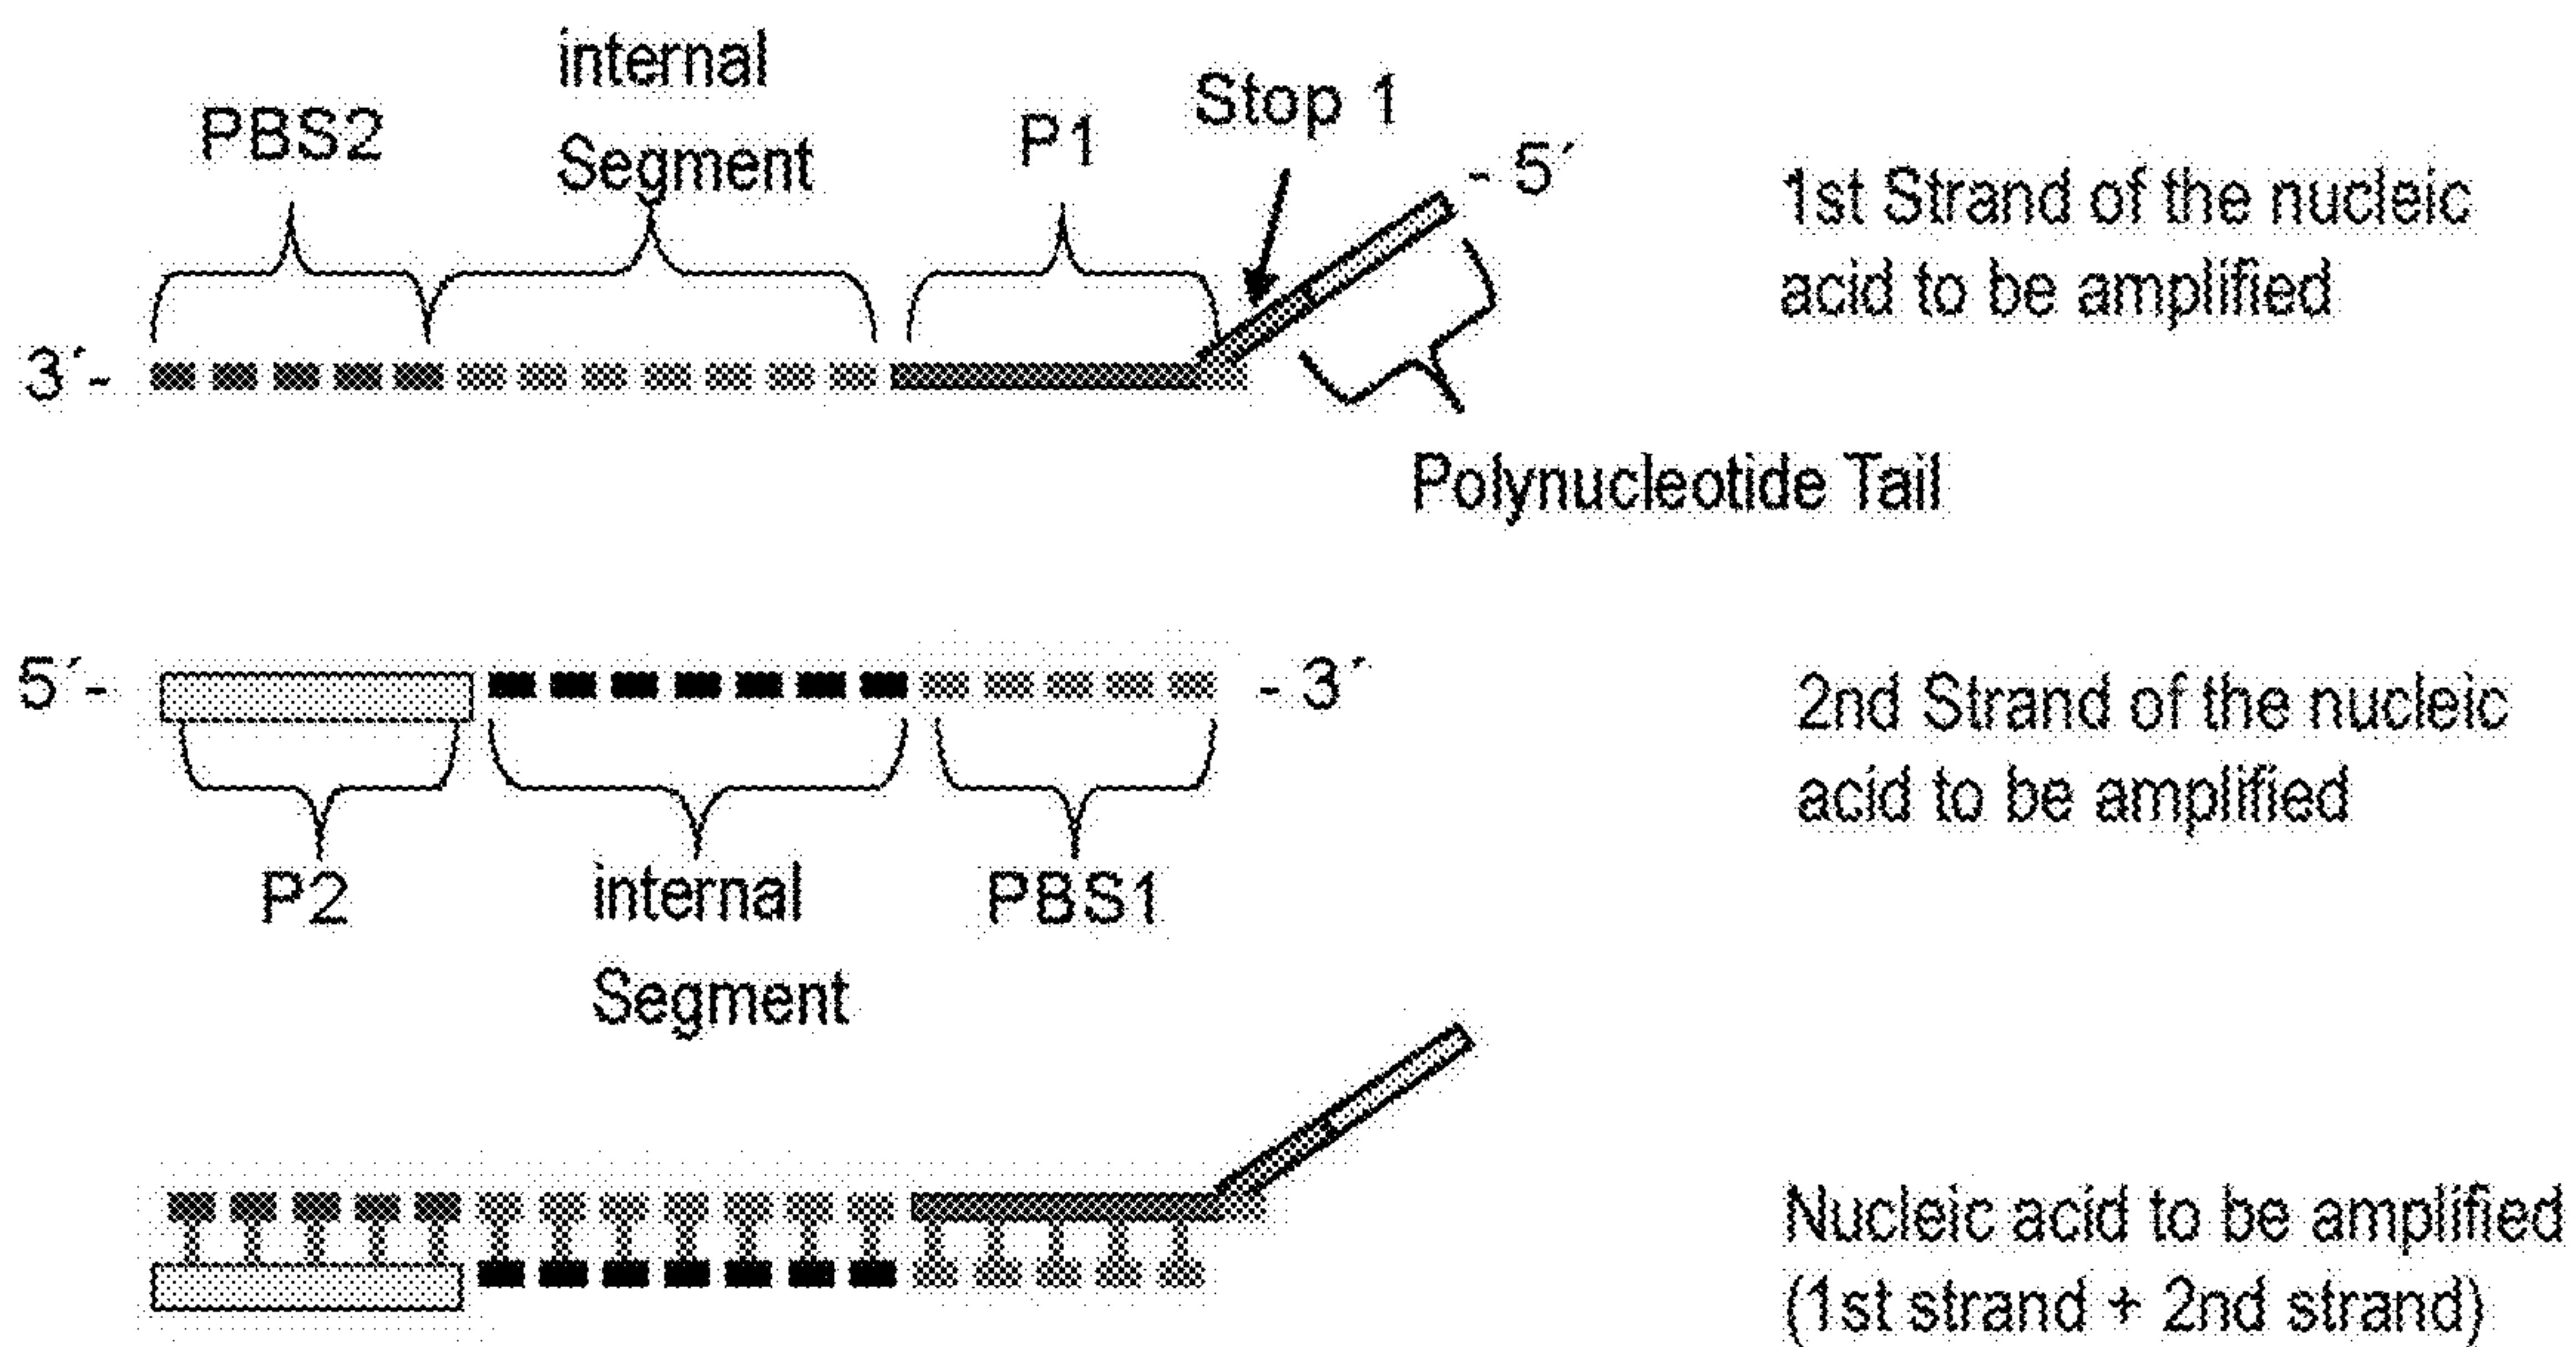 internal
Segment
PBS2
P1
Stop 1
- 5´
3´-
1st Strand of the nucleic
acid to be amplified
Polynucleotide Tail
5´-
- 3´
2nd Strand of the nucleic
acid to be amplified
P2
internal
Segment
PBS1
Nucleic acid to be amplified
(1st strand + 2nd strand)